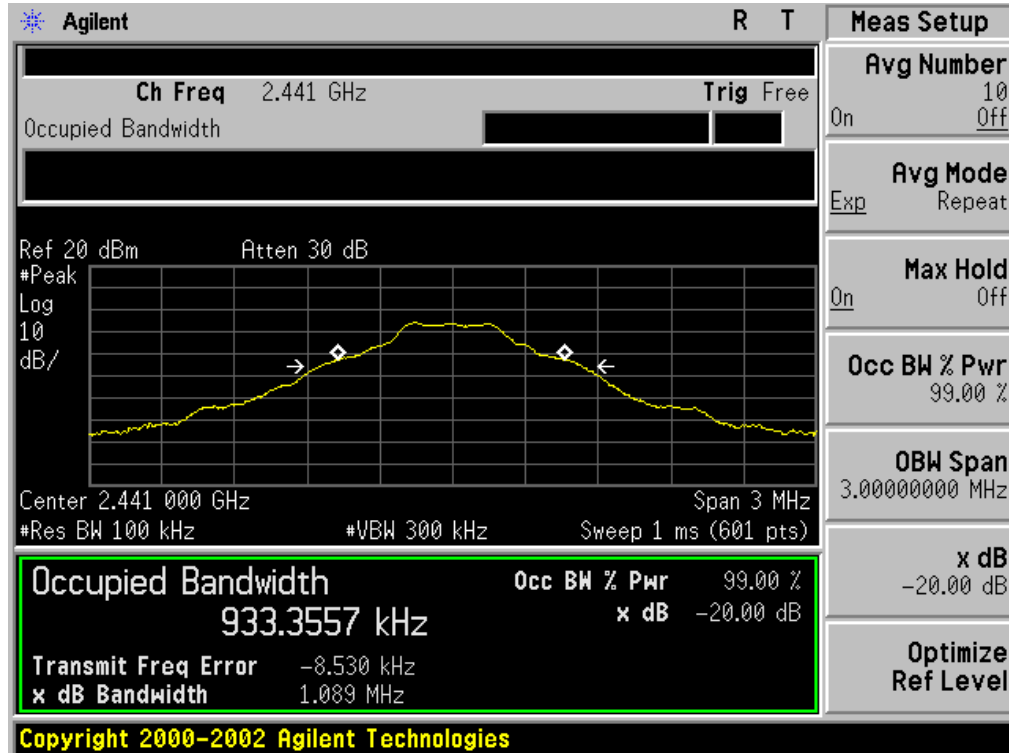 Agilent R T
Ch Freq 2.441 GHz Trig Free
Occupied Bandwidth
Ref 20 dBm Atten 30 dB
#Peak
Log
10
dB/
Center 2.441 000 GHz Span 3 MHz
#Res BW 100 kHz #VBW 300 kHz Sweep 1 ms (601 pts)
Occupied Bandwidth
933.3557 kHz
Occ BW % Pwr 99.00 %
x dB -20.00 dB
Transmit Freq Error -8.530 kHz
x dB Bandwidth 1.089 MHz
Copyright 2000-2002 Agilent Technologies
Meas Setup
Avg Number
10
On Off
Avg Mode
Exp Repeat
Max Hold
On Off
Occ BW % Pwr
99.00 %
OBW Span
3.00000000 MHz
x dB
-20.00 dB
Optimize
Ref Level